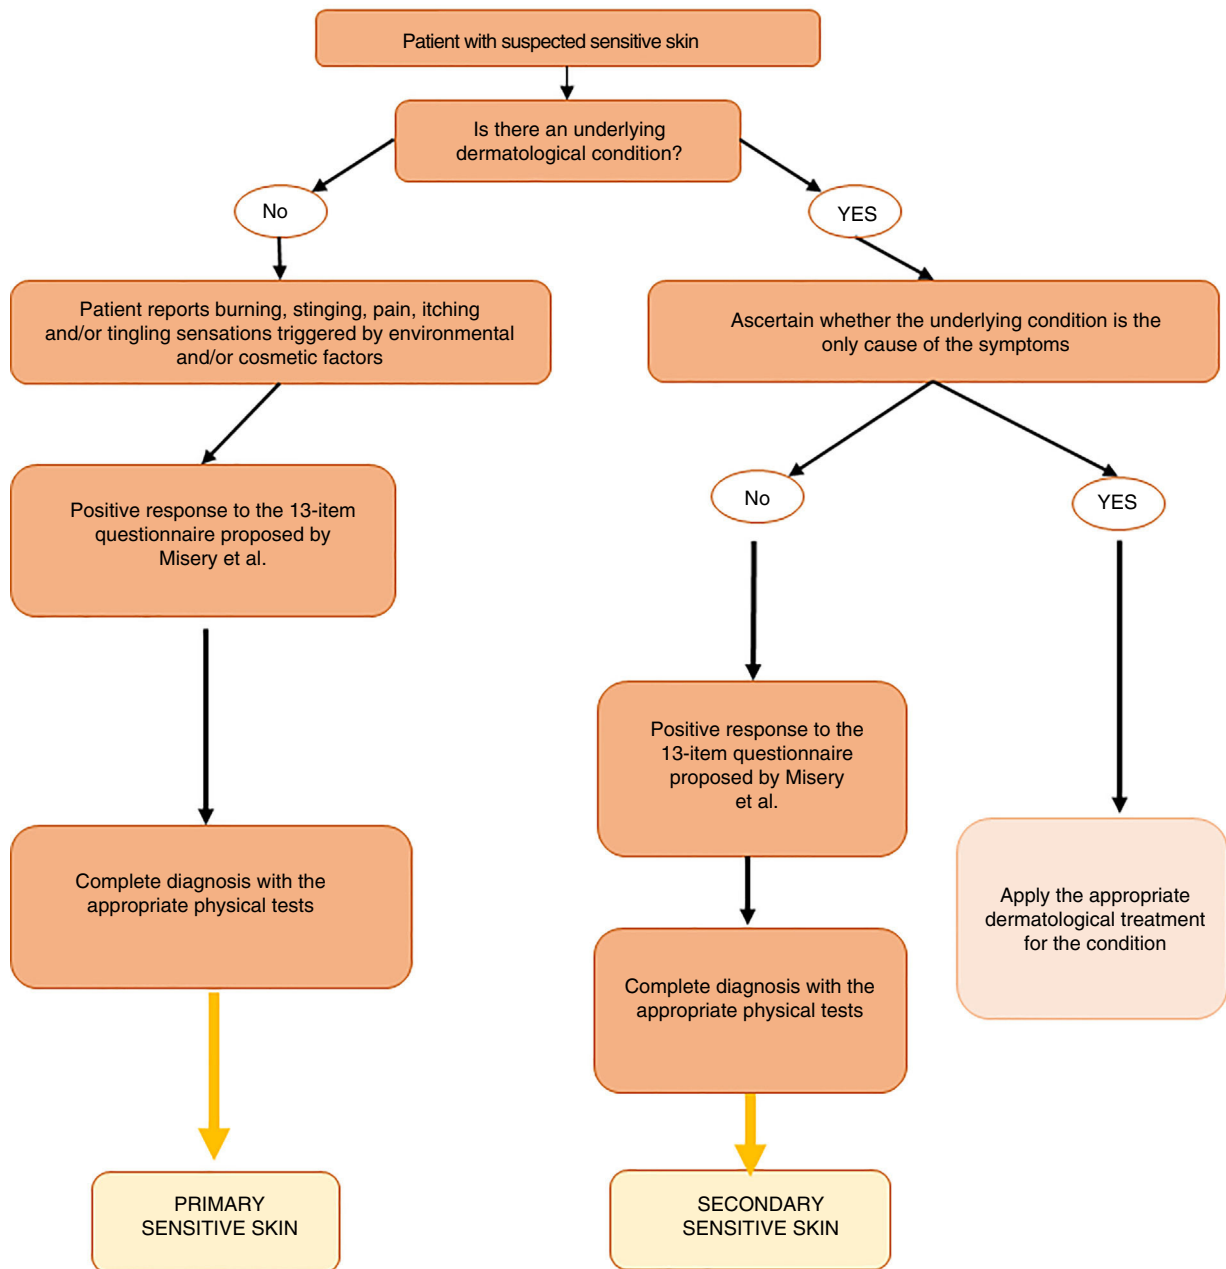 Patient with suspected sensitive skin
Is there an underlying
dermatological condition?
No
YES
Patient reports burning, stinging, pain, itching
and/or tingling sensations triggered by environmental
and/or cosmetic factors
Ascertain whether the underlying condition is the
only cause of the symptoms
Positive response to the 13-item
questionnaire proposed by
Misery et al.
No
YES
Positive response to the
13-item questionnaire
proposed by Misery
et al.
Complete diagnosis with the
appropriate physical tests
Apply the appropriate
dermatological treatment
for the condition
Complete diagnosis with the
appropriate physical tests
PRIMARY
SENSITIVE SKIN
SECONDARY
SENSITIVE SKIN